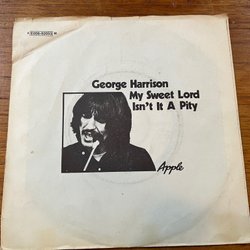 George Harrison
My Sweet Lord
Isn't It A Pity
Apple